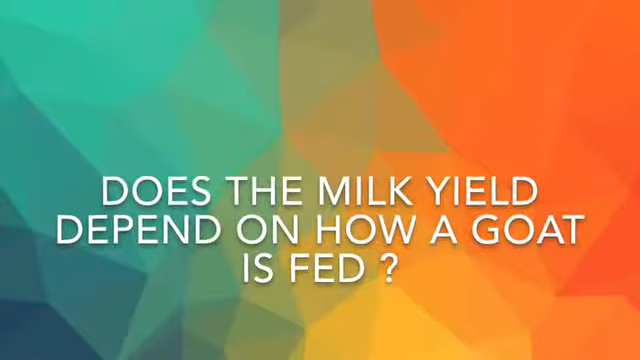 DOES THE MILK YIELD
DEPEND ON HOW A GOAT
IS FED ?